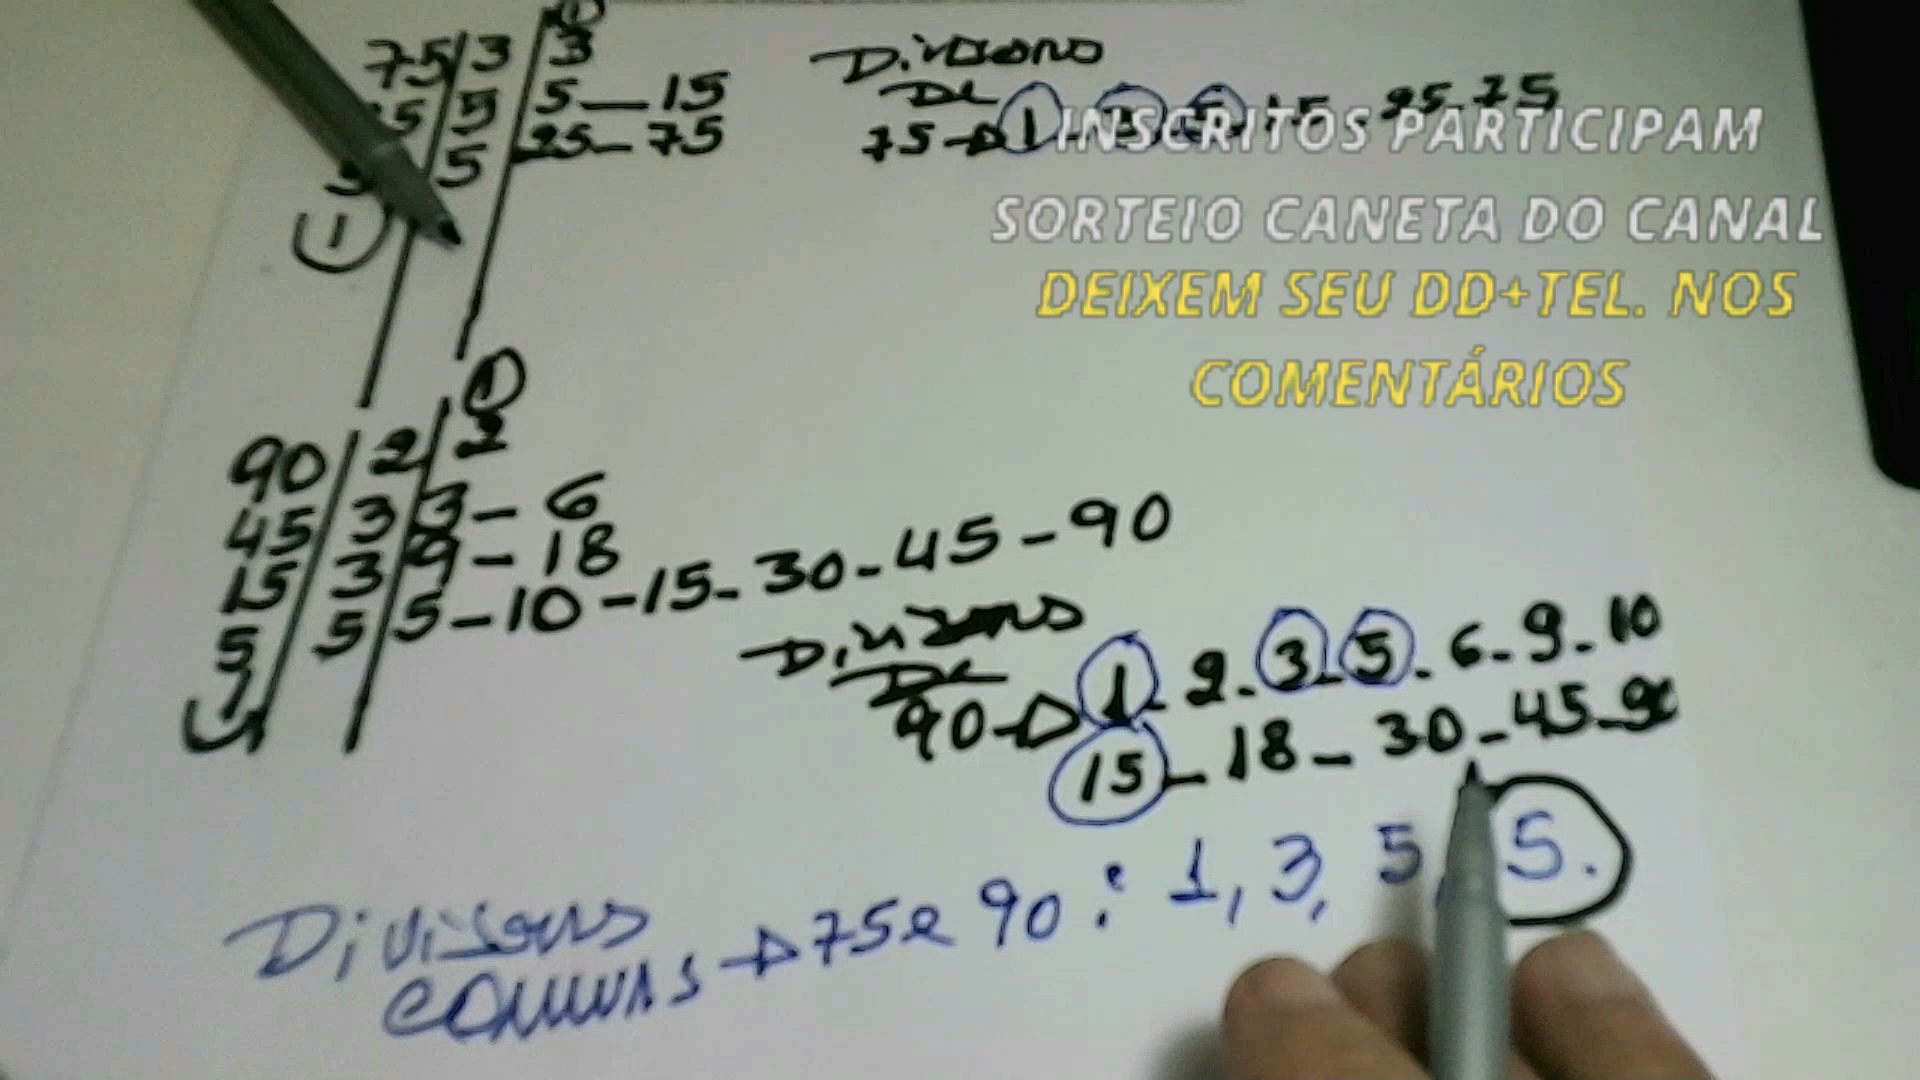 1
75 3 3
5 5 5 — 15
5 5 25 — 75
1
Divisores
De
75 → 1 - 3 . 5 . 15 . 25 . 75
INSCRITOS PARTICIPAM
SORTEIO CANETA DO CANAL
DEIXEM SEU DD+TEL. NOS
COMENTÁRIOS
1
90 2 2
45 3 3 - 6
15 3 9 - 18
5 5 5 - 10 - 15 - 30 - 45 - 90
1
Divisores
De
90 → 1 - 2 - 3 - 5 - 6 - 9 - 10
15 - 18 - 30 - 45 - 90
Divisores
comuns → 75 e 90 : 1, 3, 5, 5.